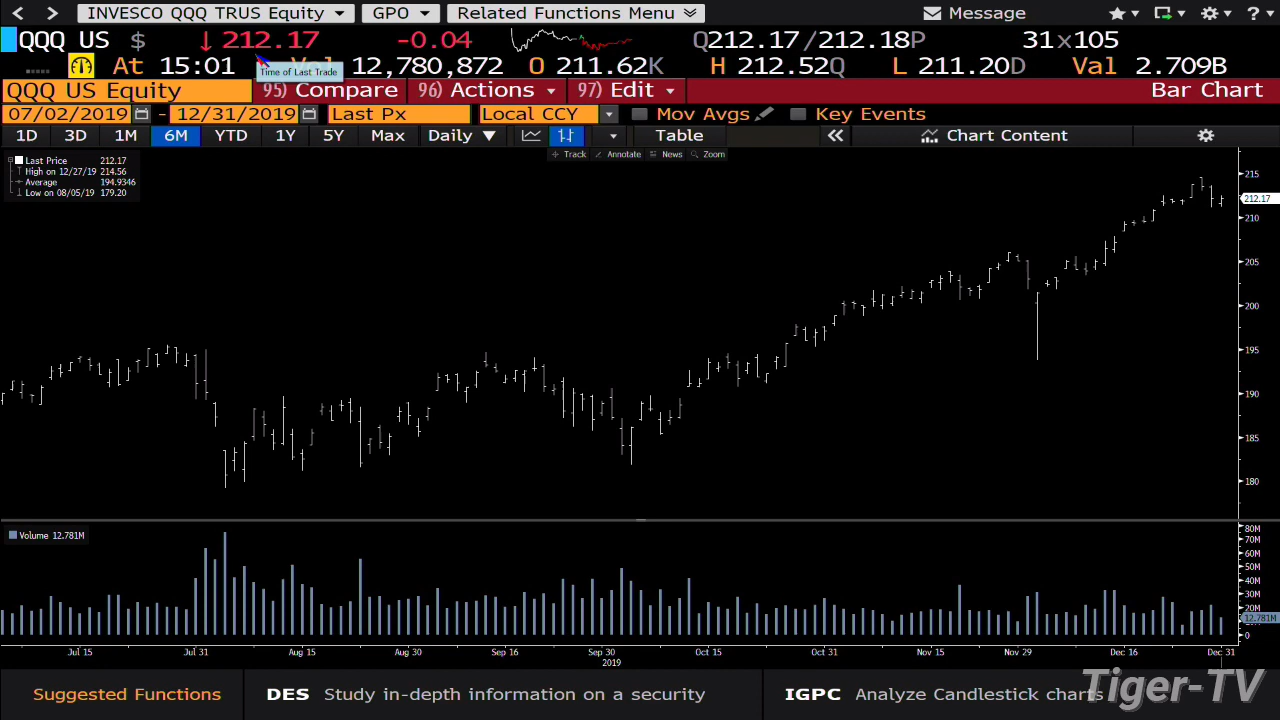 INVESCO QQQ TRUS Equity GPO Related Functions Menu Message
QQQ US $ ↓ 212.17 -0.04 Q212.17/212.18P 31x105
At 15:01 Vol 12,780,872 O 211.62K H 212.52Q L 211.20D Val 2.709B
Time of Last Trade
QQQ US Equity 95) Compare 96) Actions 97) Edit Bar Chart
07/02/2019 - 12/31/2019 Last Px Local CCY Mov Avgs Key Events
1D 3D 1M 6M YTD 1Y 5Y Max Daily ▼ Table « Chart Content
Track Annotate News Zoom
Last Price 212.17
High on 12/27/19 214.56
Average 194.9346
Low on 08/05/19 179.20
215
212.17
210
205
200
195
190
185
180
Volume 12.781M
80M
70M
60M
50M
40M
30M
20M
12.781M
0
Jul 15 Jul 31 Aug 15 Aug 30 Sep 16 Sep 30 Oct 15 Oct 31 Nov 15 Nov 29 Dec 16 Dec 31
2019
Suggested Functions DES Study in-depth information on a security IGPC Analyze Candlestick charts
Tiger-TV